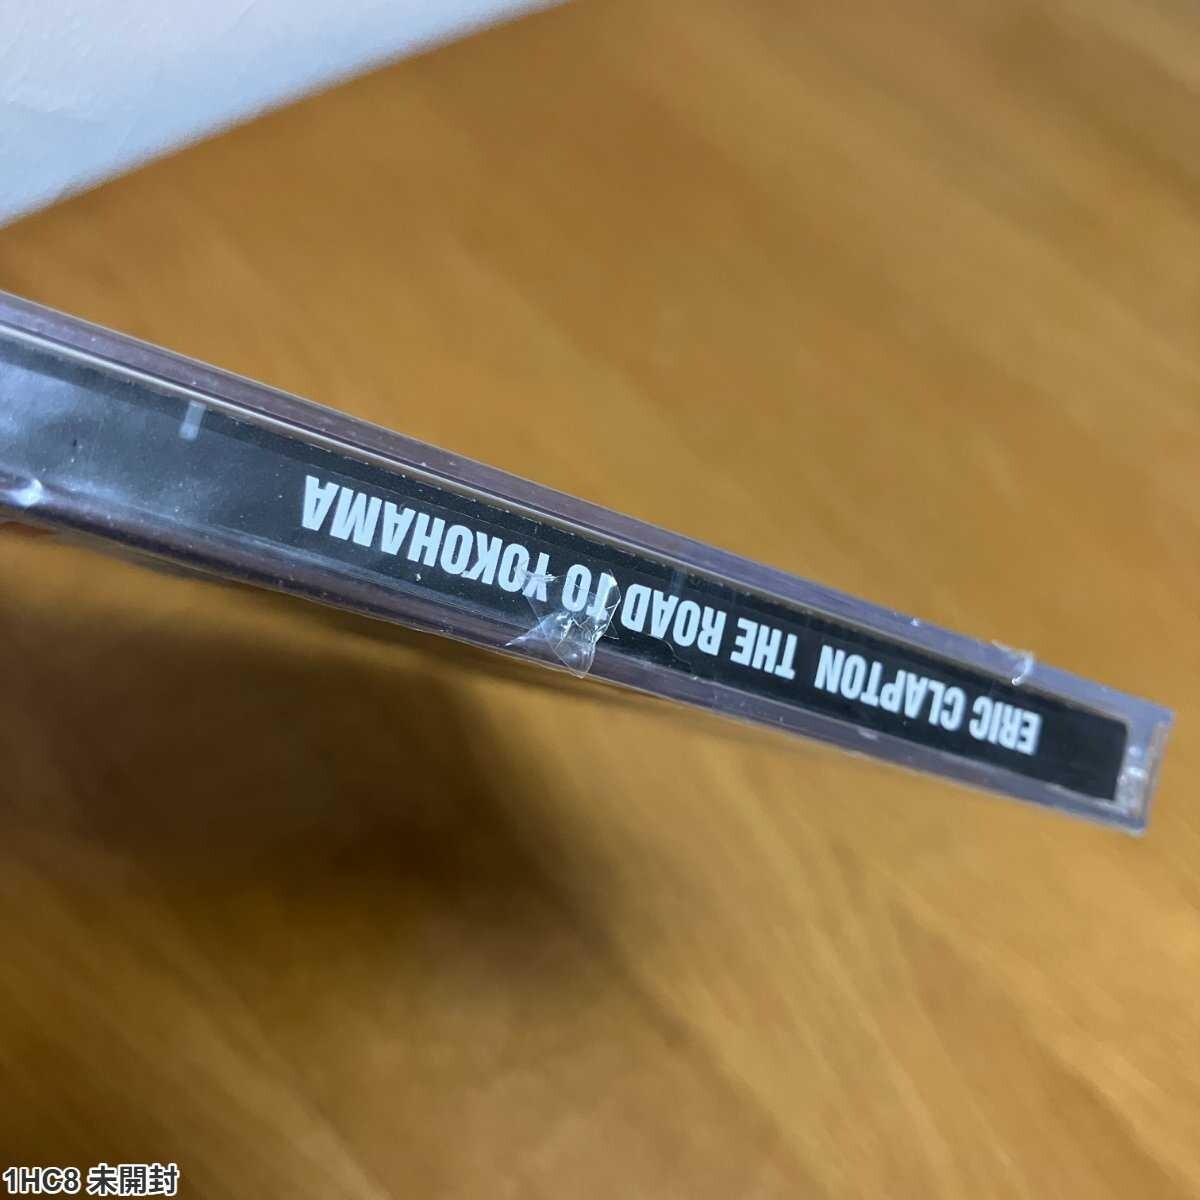 ERIC CLAPTON THE ROAD TO YOKOHAMA
1HC8 未開封